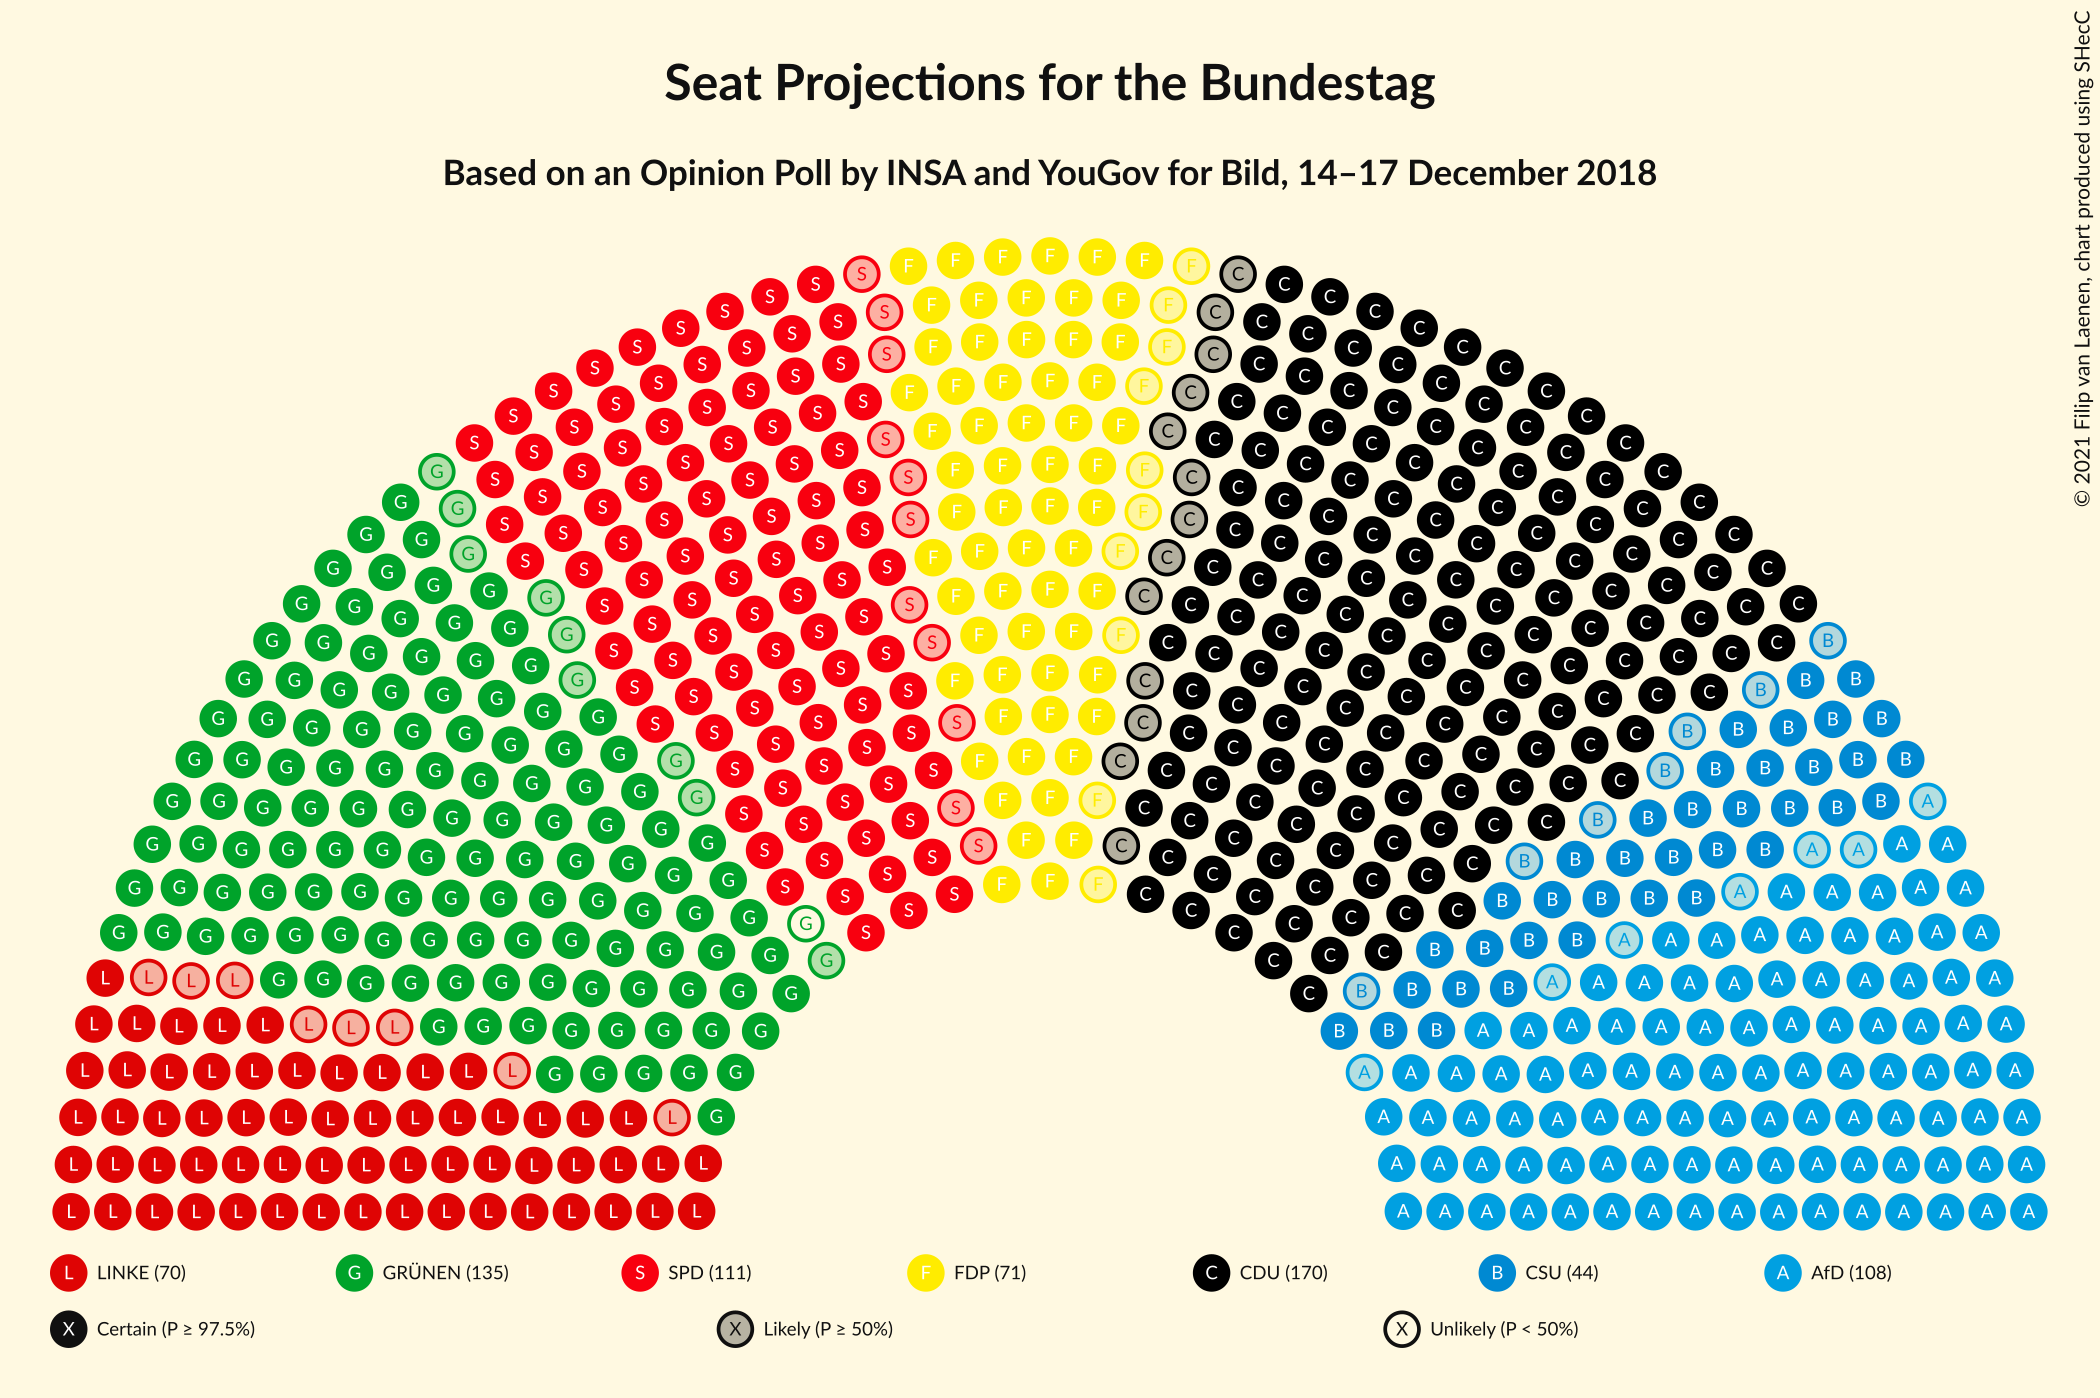 Seat Projections for the Bundestag
Based on an Opinion Poll by INSA and YouGov for Bild, 14–17 December 2018
© 2021 Filip van Laenen, chart produced using SHecC
L LINKE (70) G GRÜNEN (135) S SPD (111) F FDP (71) C CDU (170) B CSU (44) A AfD (108)
X Certain (P ≥ 97.5%) X Likely (P ≥ 50%) X Unlikely (P < 50%)